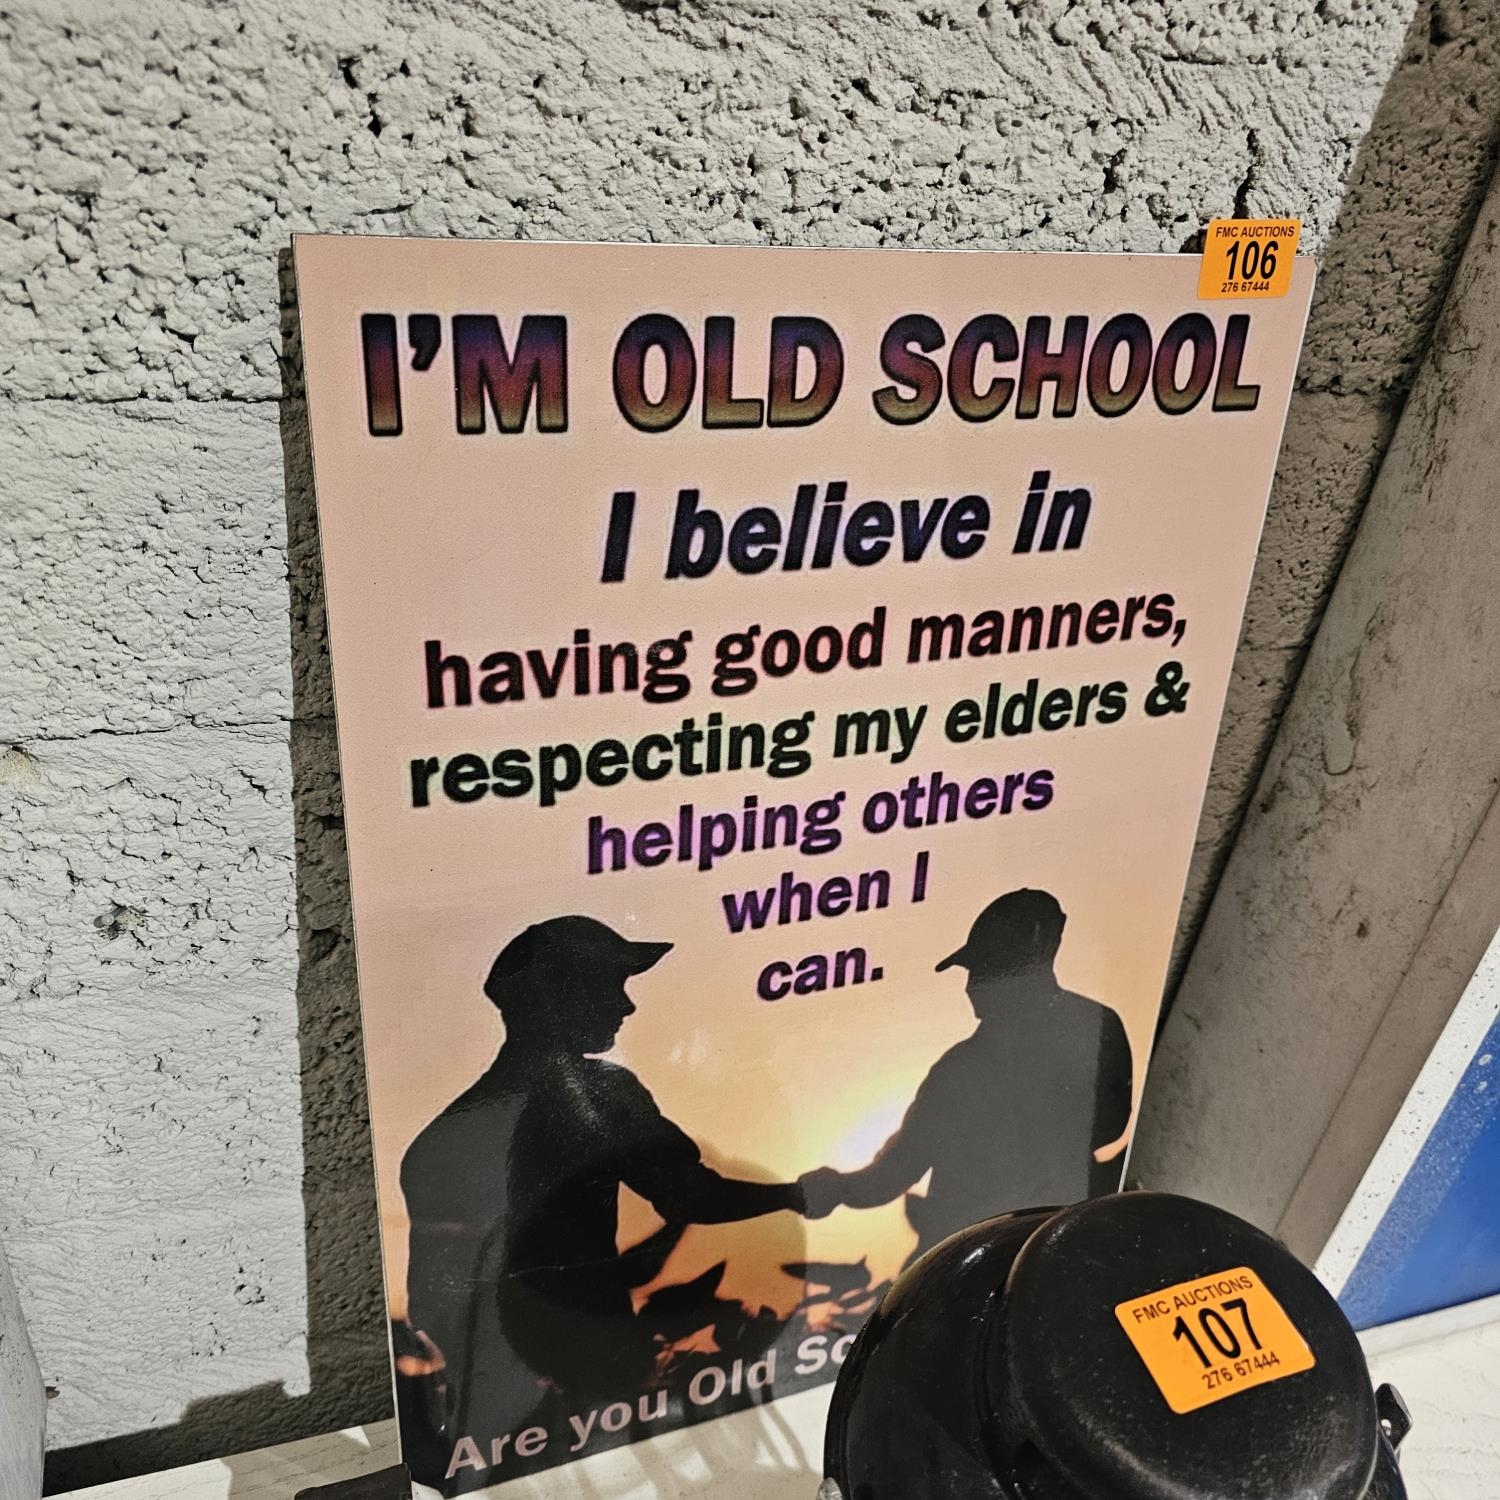 FMC AUCTIONS
106
276 67444
I'M OLD SCHOOL
I believe in
having good manners,
respecting my elders &
helping others
when I
can.
Are you Old Sc
FMC AUCTIONS
107
276 67444